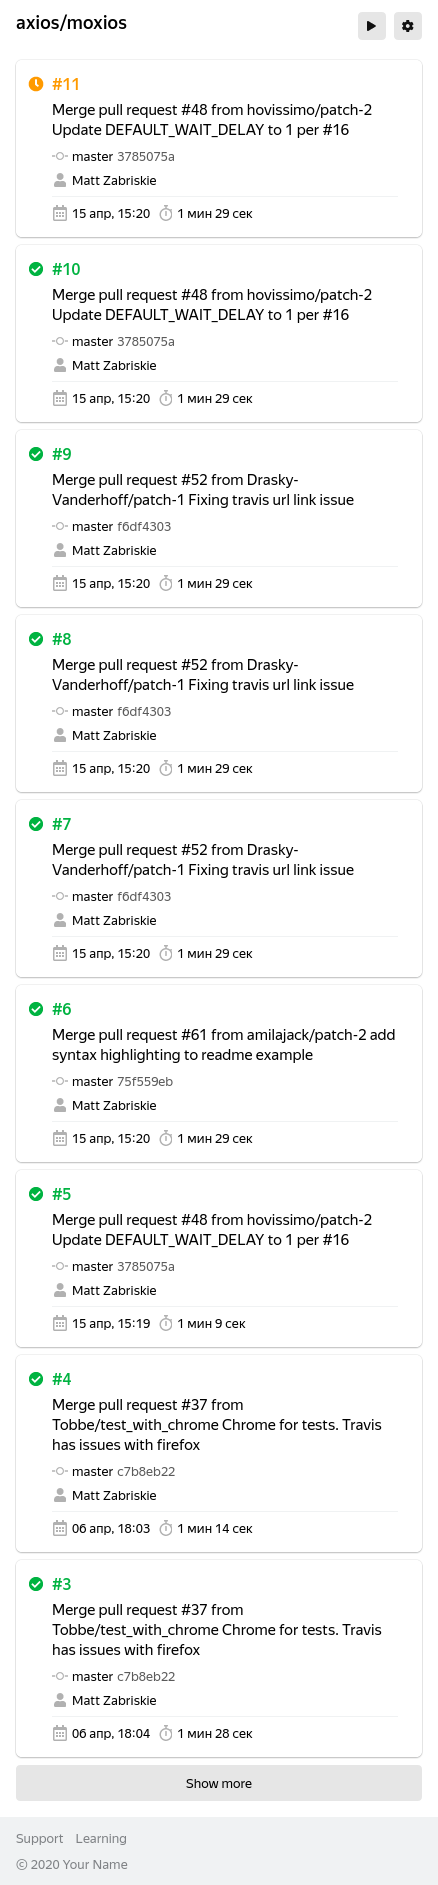 axios/moxios
#11
Merge pull request #48 from hovissimo/patch-2
Update DEFAULT_WAIT_DELAY to 1 per #16
master 3785075a
Matt Zabriskie
15 апр, 15:20 1 мин 29 сек
#10
Merge pull request #48 from hovissimo/patch-2
Update DEFAULT_WAIT_DELAY to 1 per #16
master 3785075a
Matt Zabriskie
15 апр, 15:20 1 мин 29 сек
#9
Merge pull request #52 from Drasky-
Vanderhoff/patch-1 Fixing travis url link issue
master f6df4303
Matt Zabriskie
15 апр, 15:20 1 мин 29 сек
#8
Merge pull request #52 from Drasky-
Vanderhoff/patch-1 Fixing travis url link issue
master f6df4303
Matt Zabriskie
15 апр, 15:20 1 мин 29 сек
#7
Merge pull request #52 from Drasky-
Vanderhoff/patch-1 Fixing travis url link issue
master f6df4303
Matt Zabriskie
15 апр, 15:20 1 мин 29 сек
#6
Merge pull request #61 from amilajack/patch-2 add
syntax highlighting to readme example
master 75f559eb
Matt Zabriskie
15 апр, 15:20 1 мин 29 сек
#5
Merge pull request #48 from hovissimo/patch-2
Update DEFAULT_WAIT_DELAY to 1 per #16
master 3785075a
Matt Zabriskie
15 апр, 15:19 1 мин 9 сек
#4
Merge pull request #37 from
Tobbe/test_with_chrome Chrome for tests. Travis
has issues with firefox
master c7b8eb22
Matt Zabriskie
06 апр, 18:03 1 мин 14 сек
#3
Merge pull request #37 from
Tobbe/test_with_chrome Chrome for tests. Travis
has issues with firefox
master c7b8eb22
Matt Zabriskie
06 апр, 18:04 1 мин 28 сек
Show more
Support Learning
© 2020 Your Name